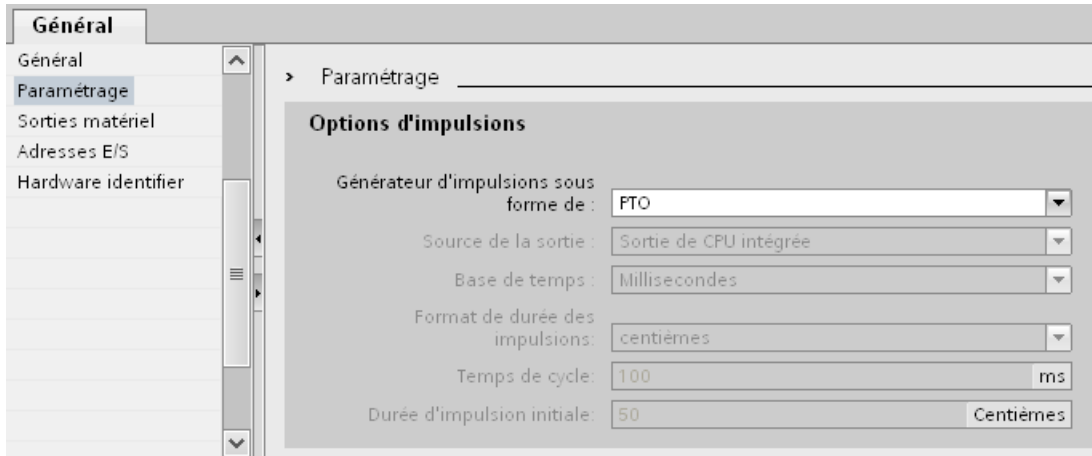 Général
Général
Paramétrage
Sorties matériel
Adresses E/S
Hardware identifier
Paramétrage
Options d'impulsions
Générateur d'impulsions sous
forme de : PTO
Source de la sortie : Sortie de CPU intégrée
Base de temps : Millisecondes
Format de durée des
impulsions: centièmes
Temps de cycle: 100 ms
Durée d'impulsion initiale: 50 Centièmes